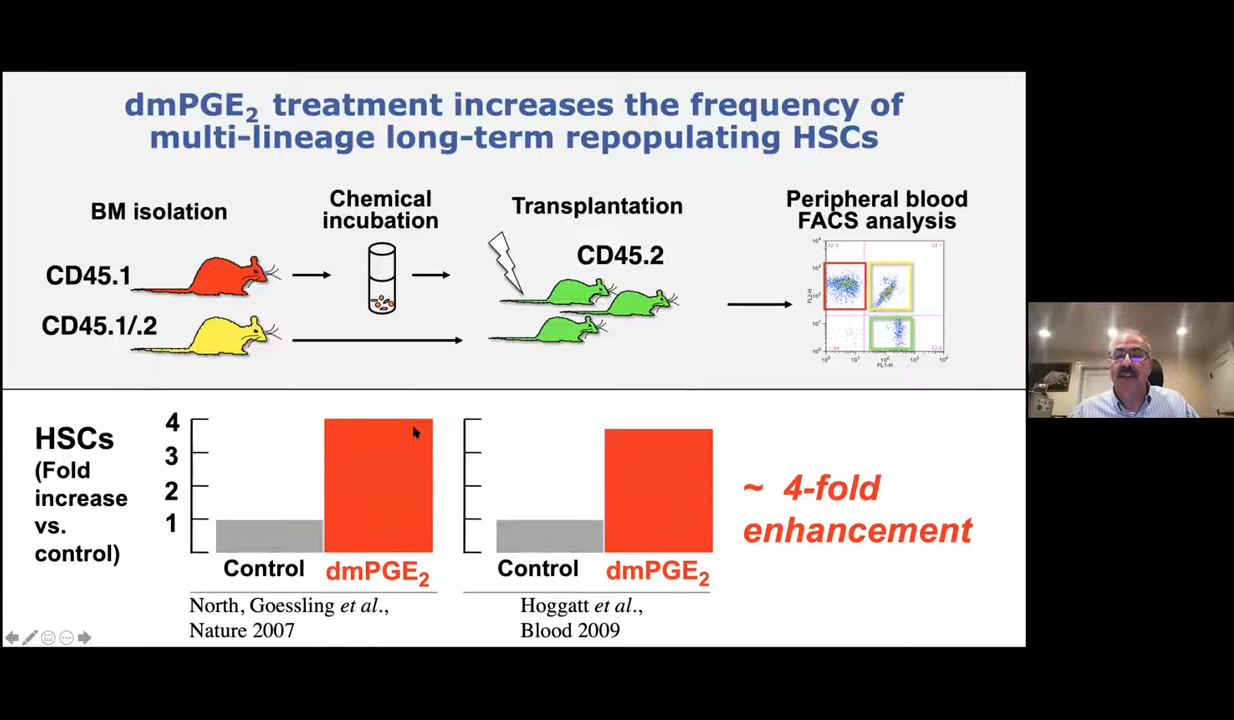 dmPGE2 treatment increases the frequency of
multi-lineage long-term repopulating HSCs
BM isolation
Chemical
incubation
Transplantation
Peripheral blood
FACS analysis
CD45.1
CD45.2
CD45.1/.2
FL1-H
HSCs
(Fold
increase
vs.
control)
4
3
2
1
Control
dmPGE2
Control
dmPGE2
~ 4-fold
enhancement
North, Goessling et al.,
Nature 2007
Hoggatt et al.,
Blood 2009